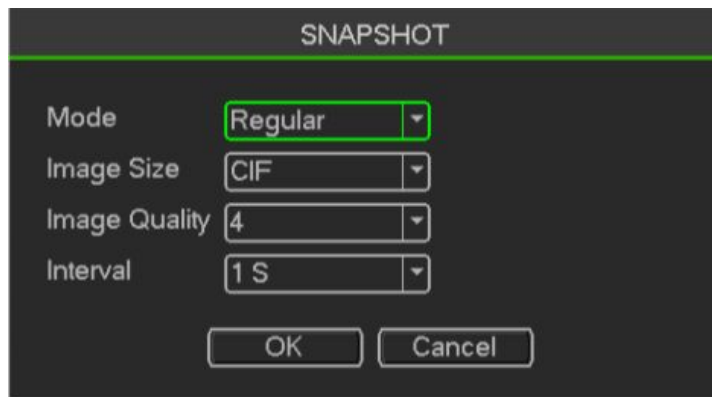 SNAPSHOT
Mode Regular
Image Size CIF
Image Quality 4
Interval 1 S
OK Cancel